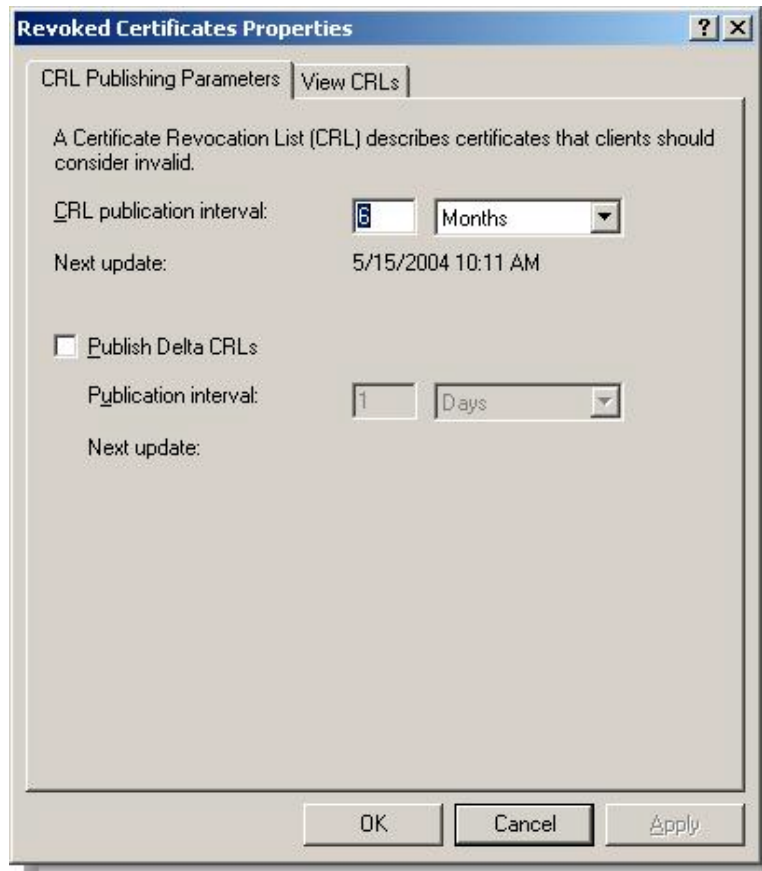 Revoked Certificates Properties
CRL Publishing Parameters View CRLs
A Certificate Revocation List (CRL) describes certificates that clients should
consider invalid.
CRL publication interval: 6 Months
Next update: 5/15/2004 10:11 AM
Publish Delta CRLs
Publication interval: 1 Days
Next update:
OK Cancel Apply